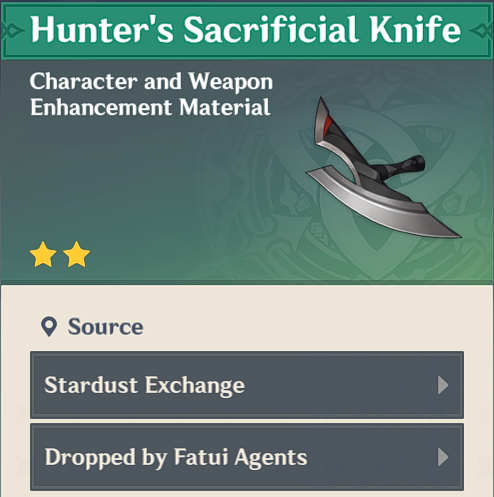 Hunter's Sacrificial Knife
Character and Weapon
Enhancement Material
Source
Stardust Exchange
Dropped by Fatui Agents